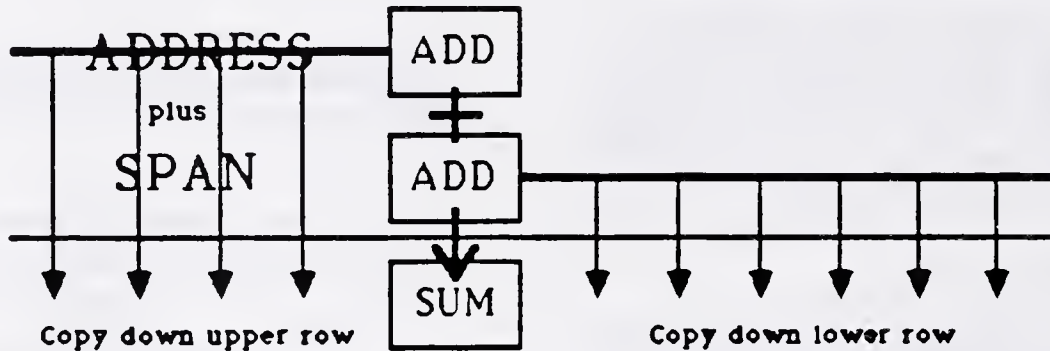 ADDRESS
plus
SPAN
ADD
ADD
SUM
Copy down upper row
Copy down lower row